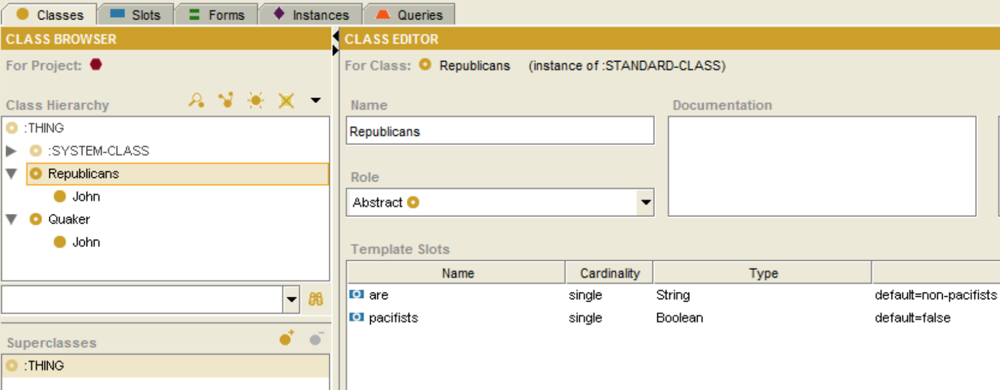 Classes Slots Forms Instances Queries
CLASS BROWSER
For Project:
Class Hierarchy
:THING
:SYSTEM-CLASS
Republicans
John
Quaker
John
Superclasses
:THING
CLASS EDITOR
For Class: Republicans (instance of :STANDARD-CLASS)
Name
Republicans
Documentation
Role
Abstract
Template Slots
Name Cardinality Type
are single String default=non-pacifists
pacifists single Boolean default=false